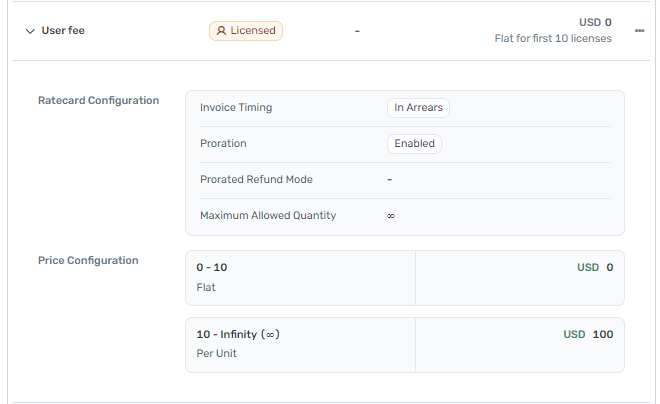 User fee Licensed - USD 0
Flat for first 10 licenses
Ratecard Configuration
Invoice Timing In Arrears
Proration Enabled
Prorated Refund Mode -
Maximum Allowed Quantity ∞
Price Configuration
0 - 10 USD 0
Flat
10 - Infinity (∞) USD 100
Per Unit